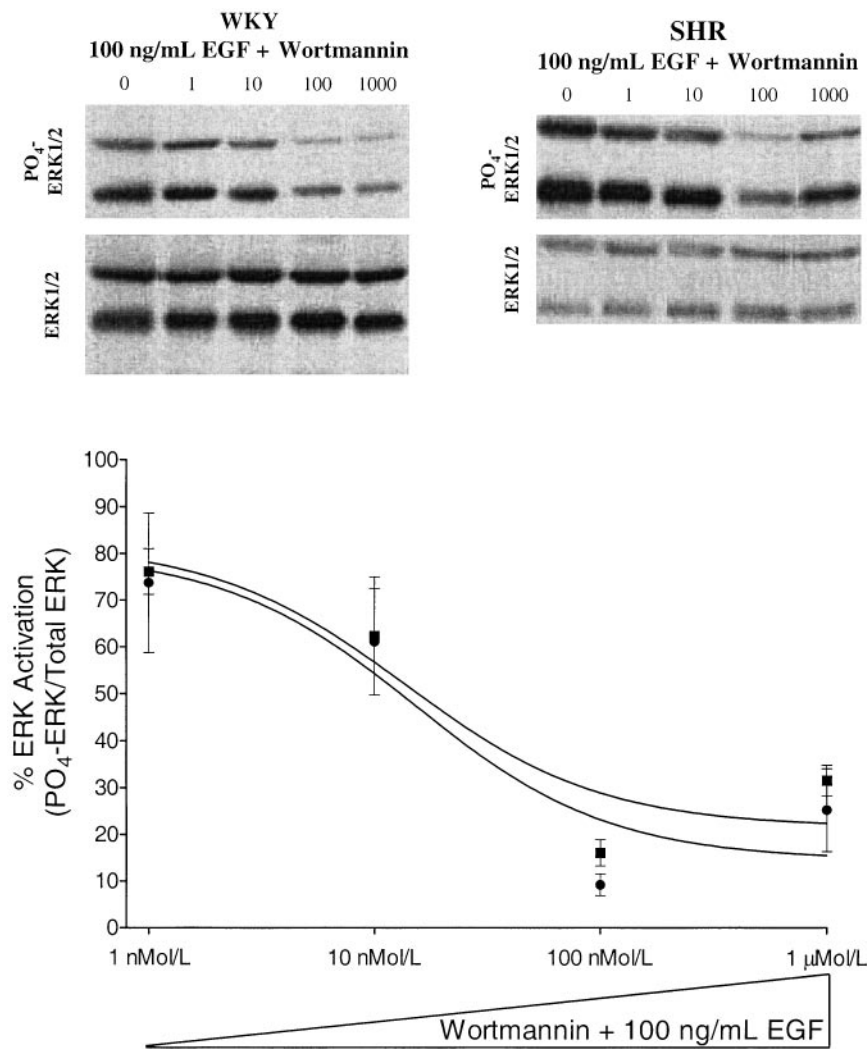 WKY
100 ng/mL EGF + Wortmannin
0 1 10 100 1000
PO₄-
ERK1/2
ERK1/2
SHR
100 ng/mL EGF + Wortmannin
0 1 10 100 1000
PO₄-
ERK1/2
ERK1/2
% ERK Activation
(PO₄-ERK/Total ERK)
100
90
80
70
60
50
40
30
20
10
0
1 nMol/L 10 nMol/L 100 nMol/L 1 μMol/L
Wortmannin + 100 ng/mL EGF